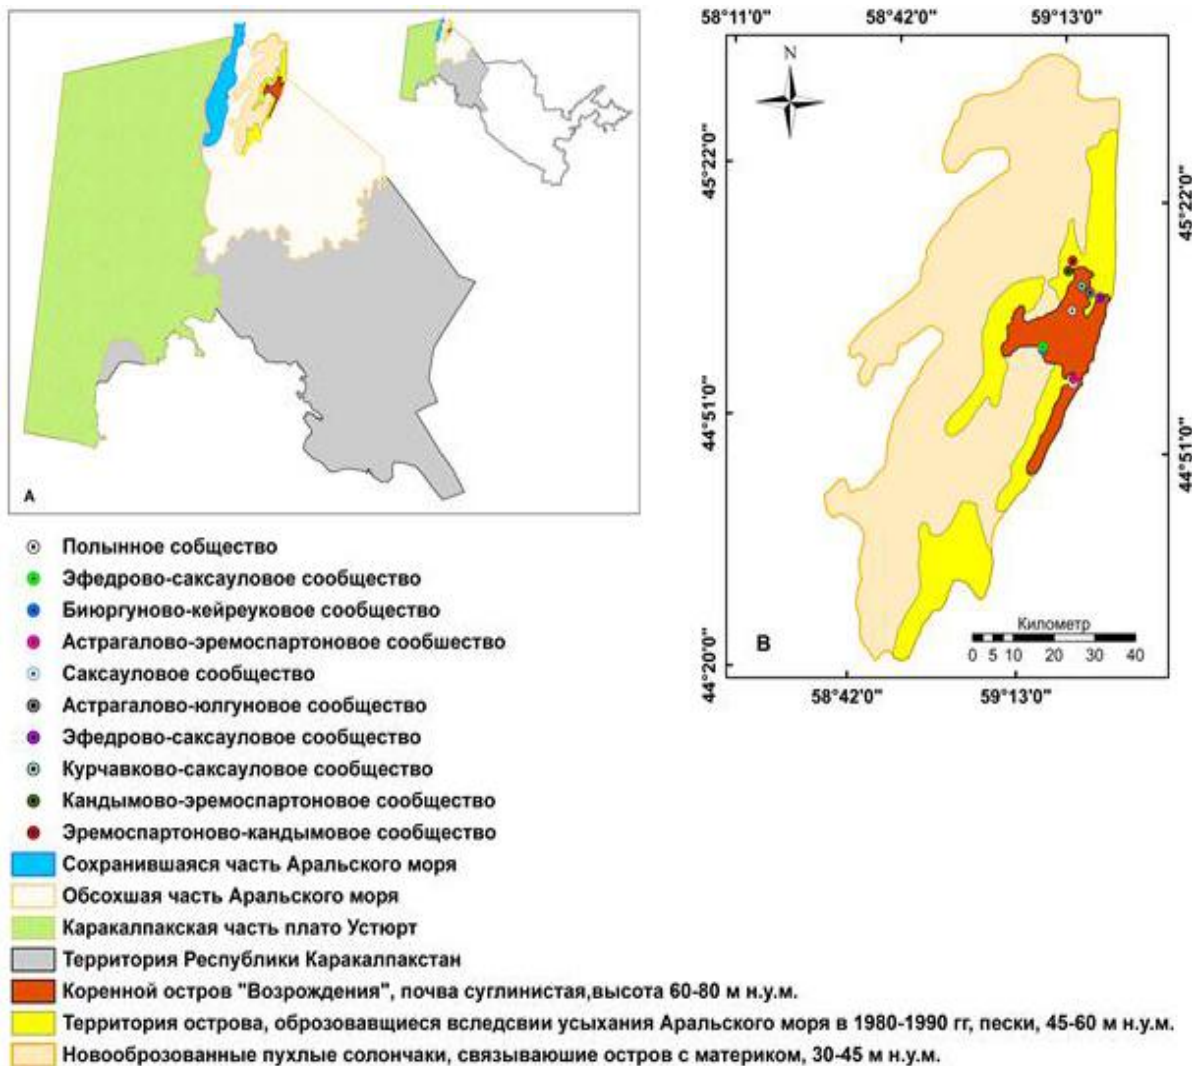 58°11'0" 58°42'0" 59°13'0"
N
45°22'0"
45°22'0"
44°51'0"
44°51'0"
44°20'0"
Километр
0 5 10 20 30 40
58°42'0" 59°13'0"
A
B
Полынное собщество
Эфедрово-саксауловое сообщество
Биюргуново-кейреуковое сообщество
Астрагалово-эремоспартоновое сообшество
Саксауловое сообщество
Астрагалово-юлгуновое сообщество
Эфедрово-саксауловое сообщество
Курчавково-саксауловое сообщество
Кандымово-эремоспартоновое сообщество
Эремоспартоново-кандымовое сообщество
Сохранившаяся часть Аральского моря
Обсохшая часть Аральского моря
Каракалпакская часть плато Устюрт
Территория Республики Каракалпакстан
Коренной остров "Возрождения", почва суглинистая,высота 60-80 м н.у.м.
Территория острова, оброзовавщиеся вследсвии усыхания Аральского моря в 1980-1990 гг, пески, 45-60 м н.у.м.
Новооброзованные пухлые солончаки, связываюшие остров с материком, 30-45 м н.у.м.